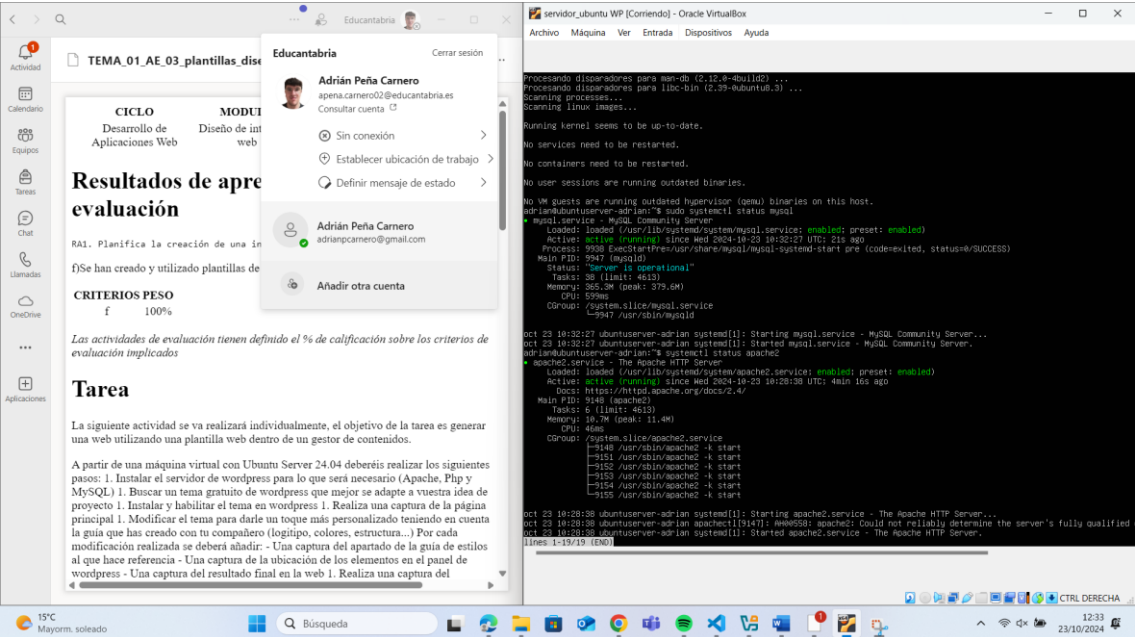 Educantabria
servidor_ubuntu WP [Corriendo] - Oracle VirtualBox
Archivo Máquina Ver Entrada Dispositivos Ayuda
1
Actividad
Calendario
Equipos
Tareas
Chat
Llamadas
OneDrive
Aplicaciones
TEMA_01_AE_03_plantillas_dise
Educantabria
Cerrar sesión
Adrián Peña Carnero
apena.carnero02@educantabria.es
Consultar cuenta
Sin conexión
Establecer ubicación de trabajo
Definir mensaje de estado
Adrián Peña Carnero
adrianpcarnero@gmail.com
Añadir otra cuenta
CICLO MODUL
Desarrollo de Diseño de int
Aplicaciones Web web
Resultados de apre
evaluación
RA1. Planifica la creación de una in
f)Se han creado y utilizado plantillas de
CRITERIOS PESO
f 100%
Las actividades de evaluación tienen definido el % de calificación sobre los criterios de
evaluación implicados
Tarea
La siguiente actividad se va realizará individualmente, el objetivo de la tarea es generar
una web utilizando una plantilla web dentro de un gestor de contenidos.
A partir de una máquina virtual con Ubuntu Server 24.04 deberéis realizar los siguientes
pasos: 1. Instalar el servidor de wordpress para lo que será necesario (Apache, Php y
MySQL) 1. Buscar un tema gratuito de wordpress que mejor se adapte a vuestra idea de
proyecto 1. Instalar y habilitar el tema en wordpress 1. Realiza una captura de la página
principal 1. Modificar el tema para darle un toque más personalizado teniendo en cuenta
la guía que has creado con tu compañero (logitipo, colores, estructura...) Por cada
modificación realizada se deberá añadir: - Una captura del apartado de la guía de estilos
al que hace referencia - Una captura de la ubicación de los elementos en el panel de
wordpress - Una captura del resultado final en la web 1. Realiza una captura del
Procesando disparadores para man-db (2.12.0-4build2) ...
Procesando disparadores para libc-bin (2.39-0ubuntu8.3) ...
Scanning processes...
Scanning linux images...
Running kernel seems to be up-to-date.
No services need to be restarted.
No containers need to be restarted.
No user sessions are running outdated binaries.
No VM guests are running outdated hypervisor (qemu) binaries on this host.
adrian@ubuntuserver-adrian:~$ sudo systemctl status mysql
● mysql.service - MySQL Community Server
Loaded: loaded (/usr/lib/systemd/system/mysql.service; enabled; preset: enabled)
Active: active (running) since Wed 2024-10-23 10:32:27 UTC; 21s ago
Process: 9938 ExecStartPre=/usr/share/mysql/mysql-systemd-start pre (code=exited, status=0/SUCCESS)
Main PID: 9947 (mysqld)
Status: "Server is operational"
Tasks: 38 (limit: 4613)
Memory: 365.3M (peak: 379.6M)
CPU: 599ms
CGroup: /system.slice/mysql.service
└─9947 /usr/sbin/mysqld
oct 23 10:32:27 ubuntuserver-adrian systemd[1]: Starting mysql.service - MySQL Community Server...
oct 23 10:32:27 ubuntuserver-adrian systemd[1]: Started mysql.service - MySQL Community Server.
adrian@ubuntuserver-adrian:~$ systemctl status apache2
● apache2.service - The Apache HTTP Server
Loaded: loaded (/usr/lib/systemd/system/apache2.service; enabled; preset: enabled)
Active: active (running) since Wed 2024-10-23 10:28:38 UTC; 4min 16s ago
Docs: https://httpd.apache.org/docs/2.4/
Main PID: 9148 (apache2)
Tasks: 6 (limit: 4613)
Memory: 10.7M (peak: 11.4M)
CPU: 46ms
CGroup: /system.slice/apache2.service
├─9148 /usr/sbin/apache2 -k start
├─9151 /usr/sbin/apache2 -k start
├─9152 /usr/sbin/apache2 -k start
├─9153 /usr/sbin/apache2 -k start
├─9154 /usr/sbin/apache2 -k start
└─9155 /usr/sbin/apache2 -k start
oct 23 10:28:38 ubuntuserver-adrian systemd[1]: Starting apache2.service - The Apache HTTP Server...
oct 23 10:28:38 ubuntuserver-adrian apachectl[9147]: AH00558: apache2: Could not reliably determine the server's fully qualified
oct 23 10:28:38 ubuntuserver-adrian systemd[1]: Started apache2.service - The Apache HTTP Server.
lines 1-19/19 (END)
CTRL DERECHA
15°C
Mayorm. soleado
Búsqueda
12:33
23/10/2024